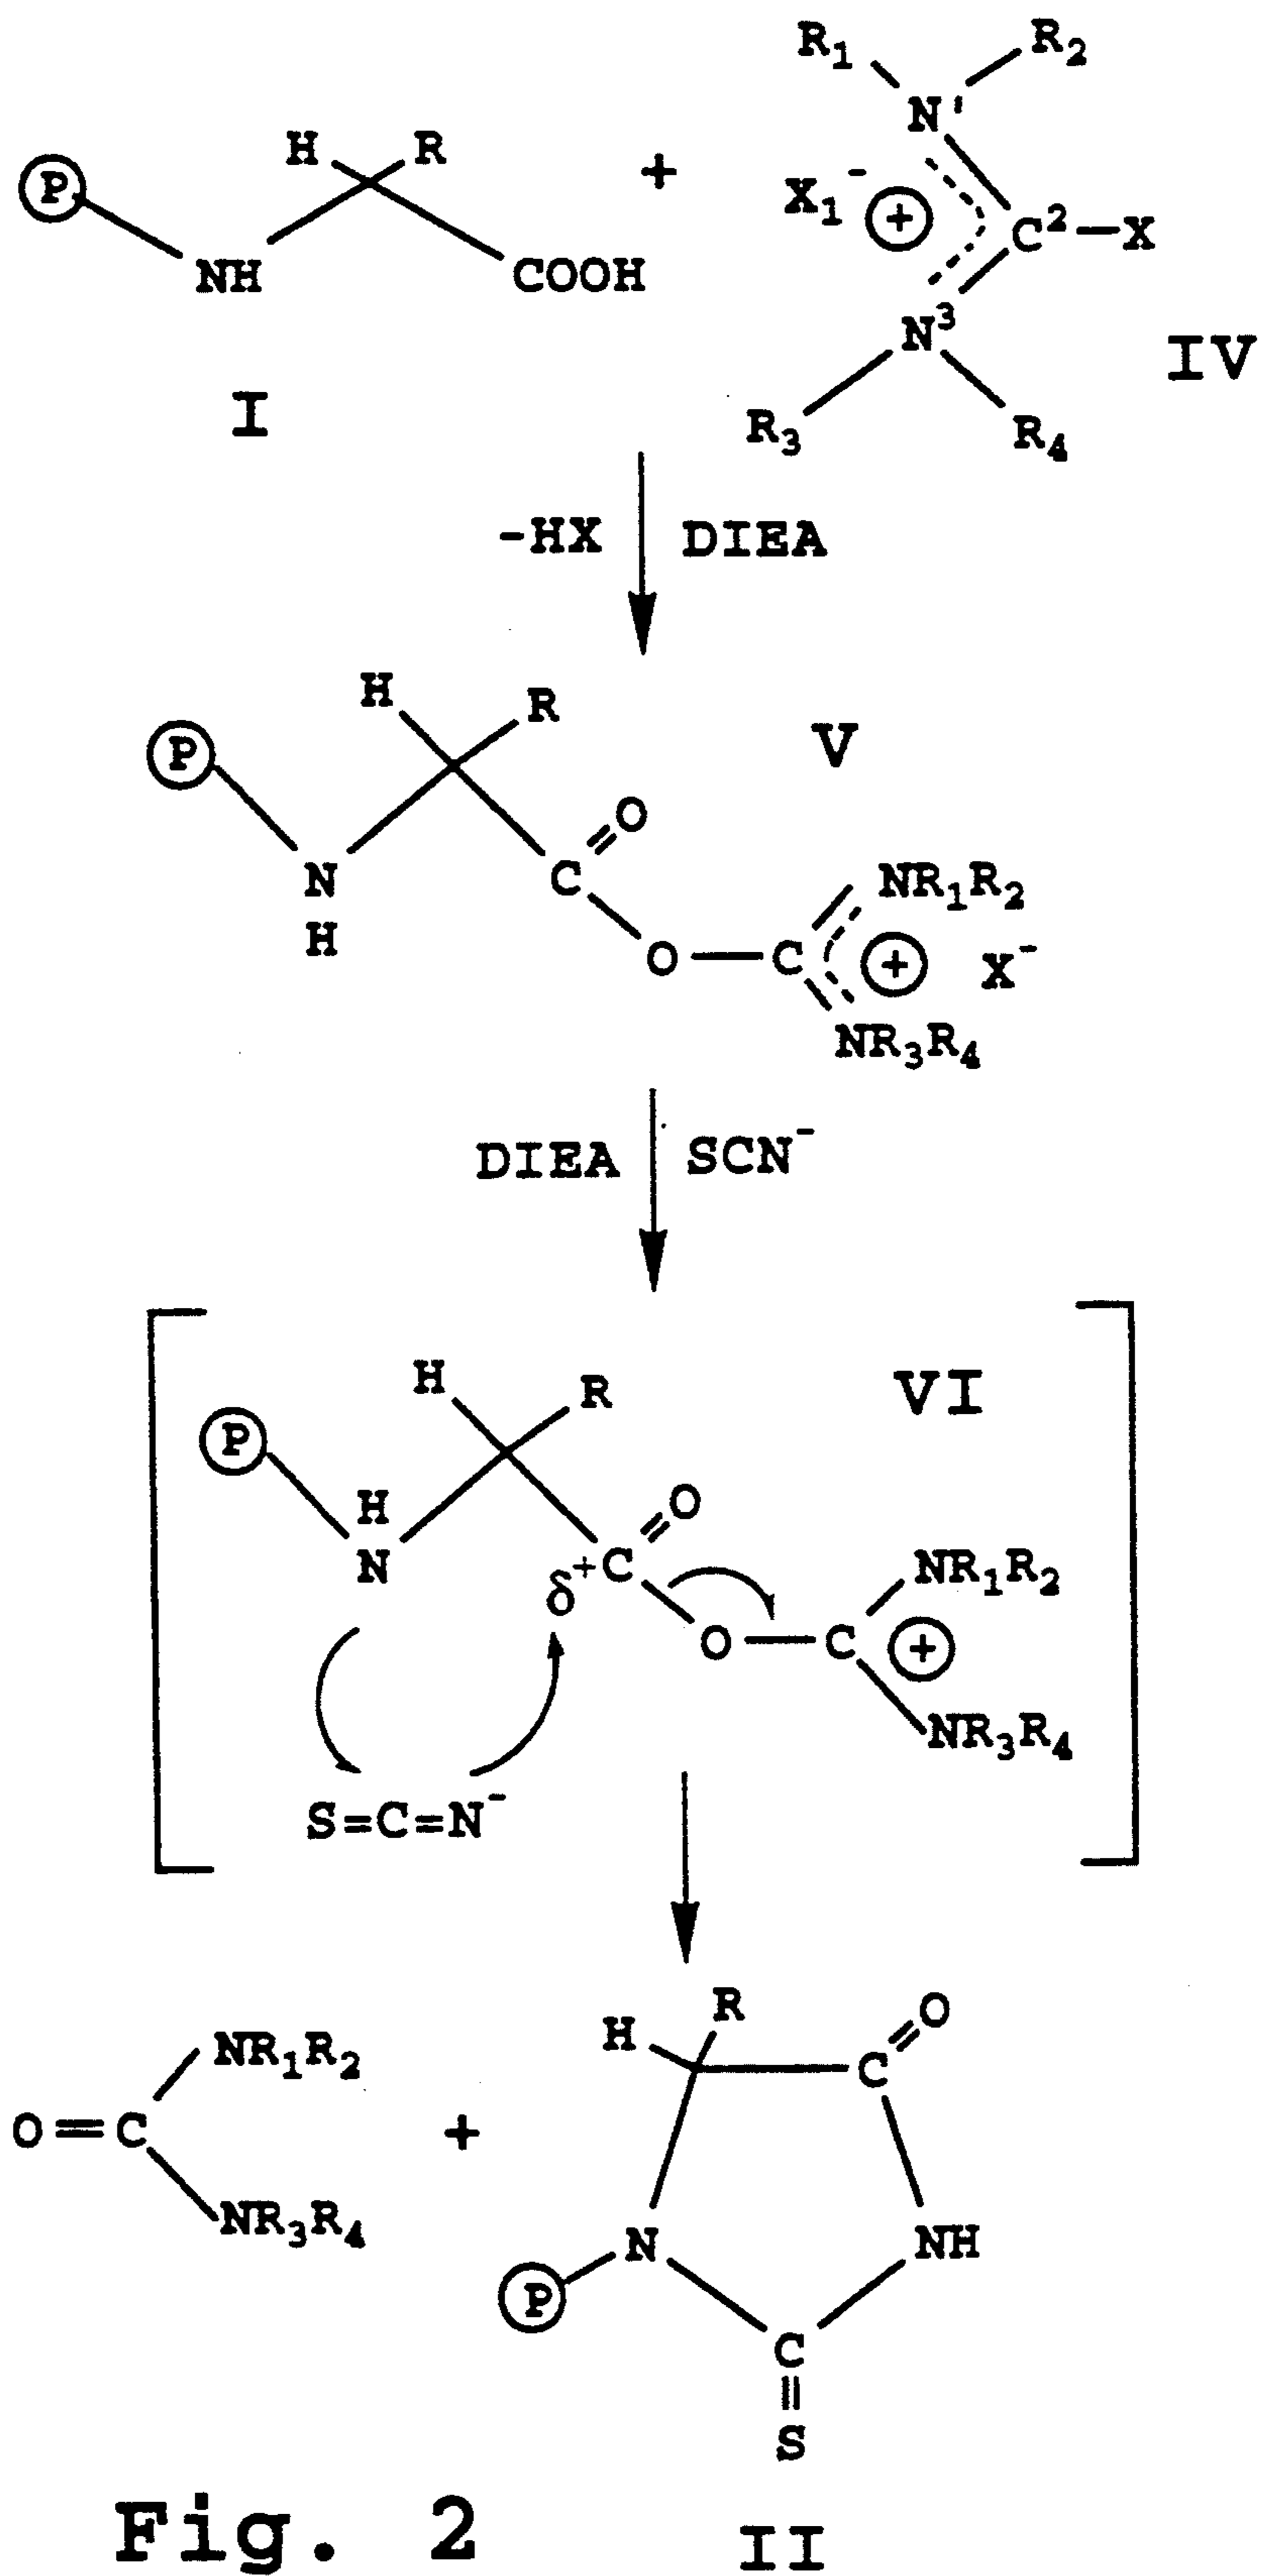 R₁ R₂
N'
H R
P + X₁⁻ + C²—X
NH COOH
N³
IV
I
R₃ R₄
-HX DIEA
H R
V
P
O
N C NR₁R₂
H
O — C + X⁻
NR₃R₄
DIEA SCN⁻
H R VI
P
H O
N δ⁺C NR₁R₂
O — C +
NR₃R₄
S=C=N⁻
R O
H
NR₁R₂ C
O=C +
NR₃R₄ N NH
P
C
S
Fig. 2 II